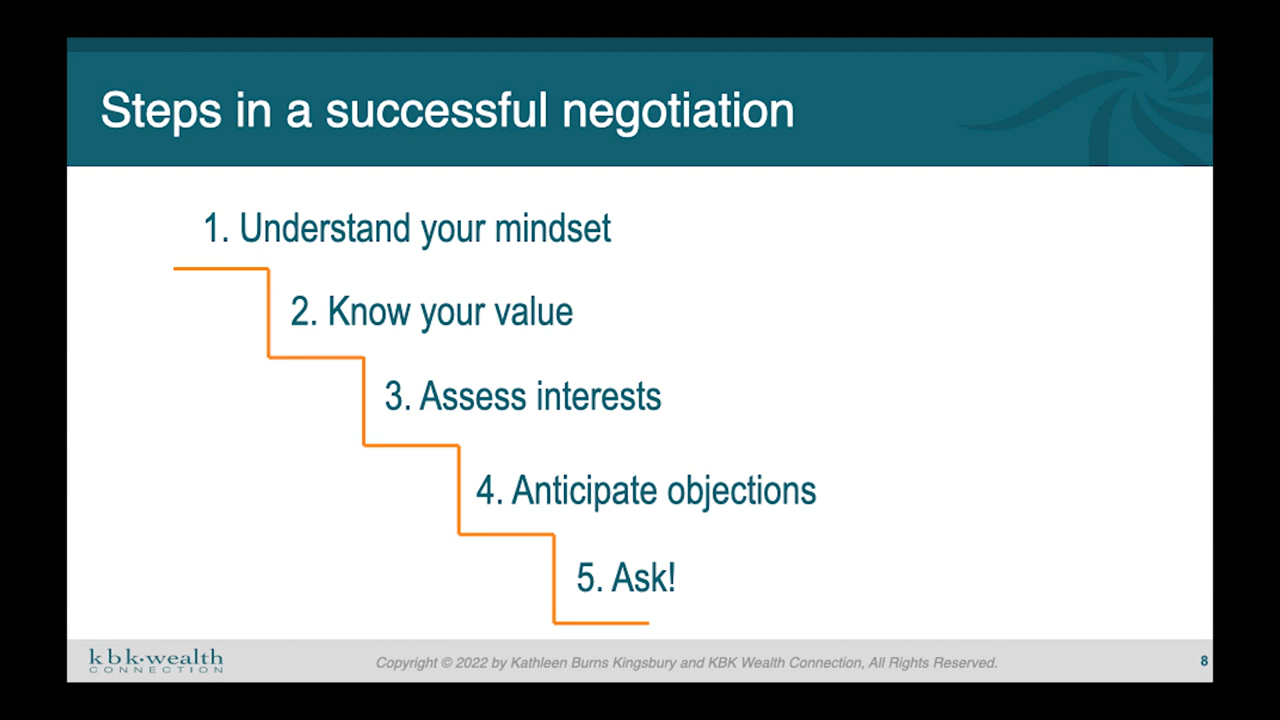 Steps in a successful negotiation
1. Understand your mindset
2. Know your value
3. Assess interests
4. Anticipate objections
5. Ask!
kbk·wealth
CONNECTION
Copyright © 2022 by Kathleen Burns Kingsbury and KBK Wealth Connection, All Rights Reserved.
8